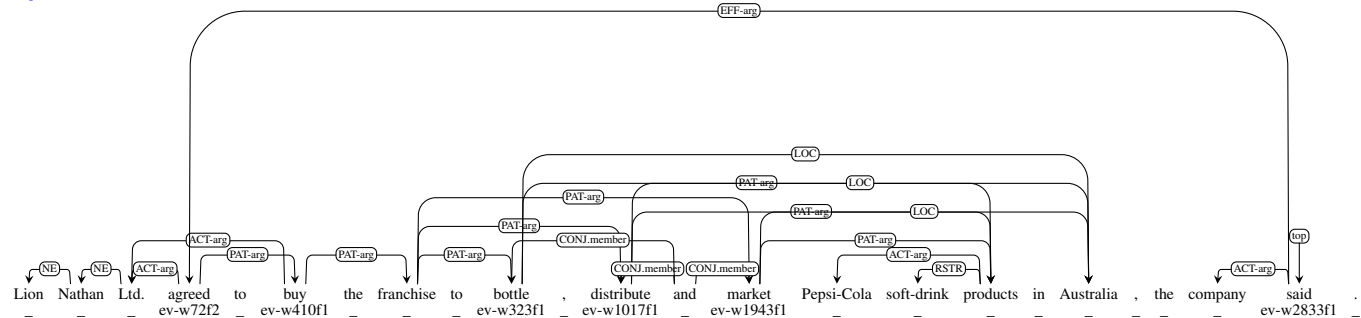 EFF-arg
LOC
PAT-arg LOC
PAT-arg
PAT-arg LOC
PAT-arg
ACT-arg CONJ.member PAT-arg top
PAT-arg PAT-arg PAT-arg ACT-arg
NE NE ACT-arg CONJ.member CONJ.member RSTR ACT-arg
Lion Nathan Ltd. agreed to buy the franchise to bottle , distribute and market Pepsi-Cola soft-drink products in Australia , the company said .
_ _ _ ev-w72f2 _ ev-w410f1 _ _ _ ev-w323f1 _ ev-w1017f1 _ ev-w1943f1 _ _ _ _ _ _ _ _ ev-w2833f1 _